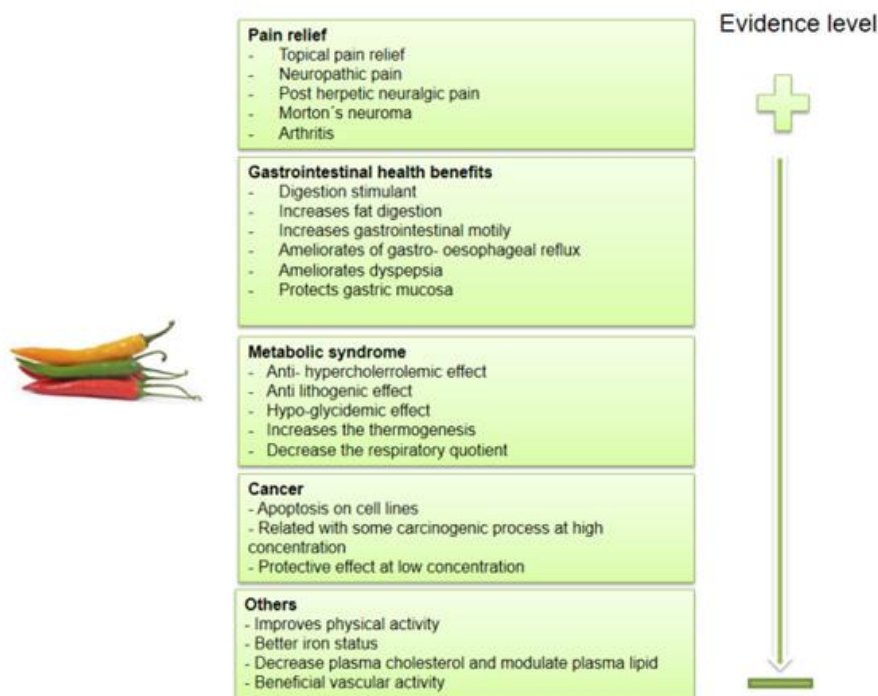 Evidence level
Pain relief
- Topical pain relief
- Neuropathic pain
- Post herpetic neuralgic pain
- Morton´s neuroma
- Arthritis
Gastrointestinal health benefits
- Digestion stimulant
- Increases fat digestion
- Increases gastrointestinal motily
- Ameliorates of gastro- oesophageal reflux
- Ameliorates dyspepsia
- Protects gastric mucosa
Metabolic syndrome
- Anti- hypercholerrolemic effect
- Anti lithogenic effect
- Hypo-glycidemic effect
- Increases the thermogenesis
- Decrease the respiratory quotient
Cancer
- Apoptosis on cell lines
- Related with some carcinogenic process at high
concentration
- Protective effect at low concentration
Others
- Improves physical activity
- Better iron status
- Decrease plasma cholesterol and modulate plasma lipid
- Beneficial vascular activity